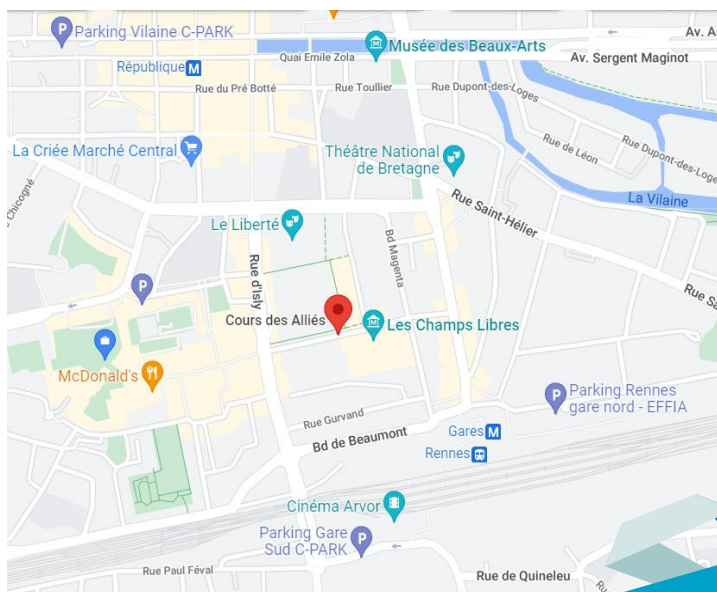 Parking Vilaine C-PARK
Musée des Beaux-Arts
Av. A
Av. Sergent Maginot
République M
Quai Emile Zola
Rue du Pré Botté
Rue Toullier
Rue Dupont-des-Loges
La Criée Marché Central
Théâtre National
de Bretagne
Rue de Léon
Rue Dupont-des-Loge
Chicogné
La Vilaine
Rue Saint-Hélier
Le Liberté
Bd Magenta
Rue d'Isly
Rue Sa
P
Cours des Alliés
Les Champs Libres
McDonald's
Parking Rennes
gare nord - EFFIA
Rue Gurvand
Bd de Beaumont
Gares M
Rennes
Cinéma Arvor
Parking Gare
Sud C-PARK
Rue Paul Féval
Rue de Quineleu
Ru